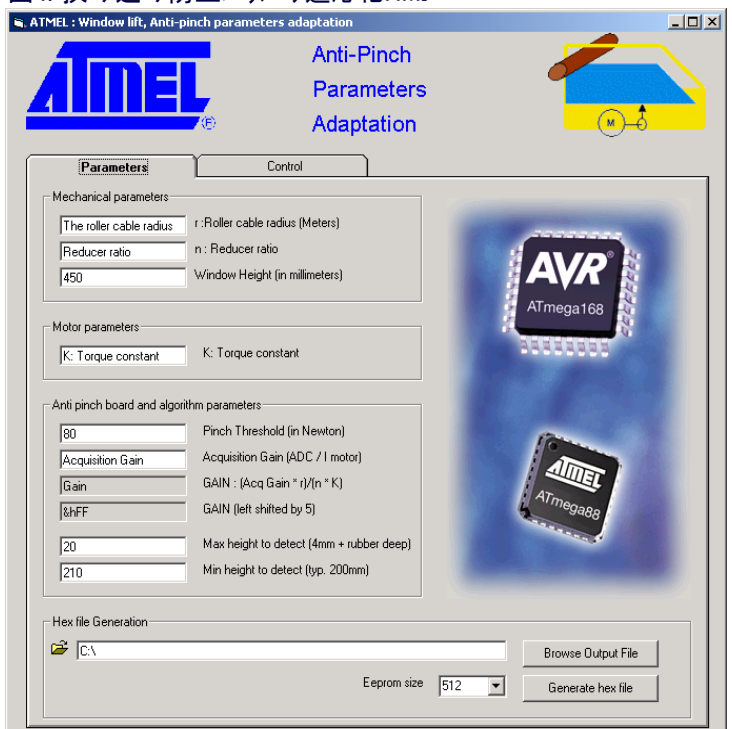 ATMEL : Window lift, Anti-pinch parameters adaptation
ATMEL
®
Anti-Pinch
Parameters
Adaptation
M
Parameters
Control
Mechanical parameters
The roller cable radius r :Roller cable radius (Meters)
Reducer ratio n : Reducer ratio
450 Window Height (in millimeters)
Motor parameters
K: Torque constant K: Torque constant
Anti pinch board and algorithm parameters
80 Pinch Threshold (in Newton)
Acquisition Gain Acquisition Gain (ADC / I motor)
Gain GAIN : (Acq Gain * r)/(n * K)
&hFF GAIN (left shifted by 5)
20 Max height to detect (4mm + rubber deep)
210 Min height to detect (typ. 200mm)
AVR®
ATmega168
ATMEL
ATmega88
Hex file Generation
C:\ Browse Output File
Eeprom size 512 Generate hex file